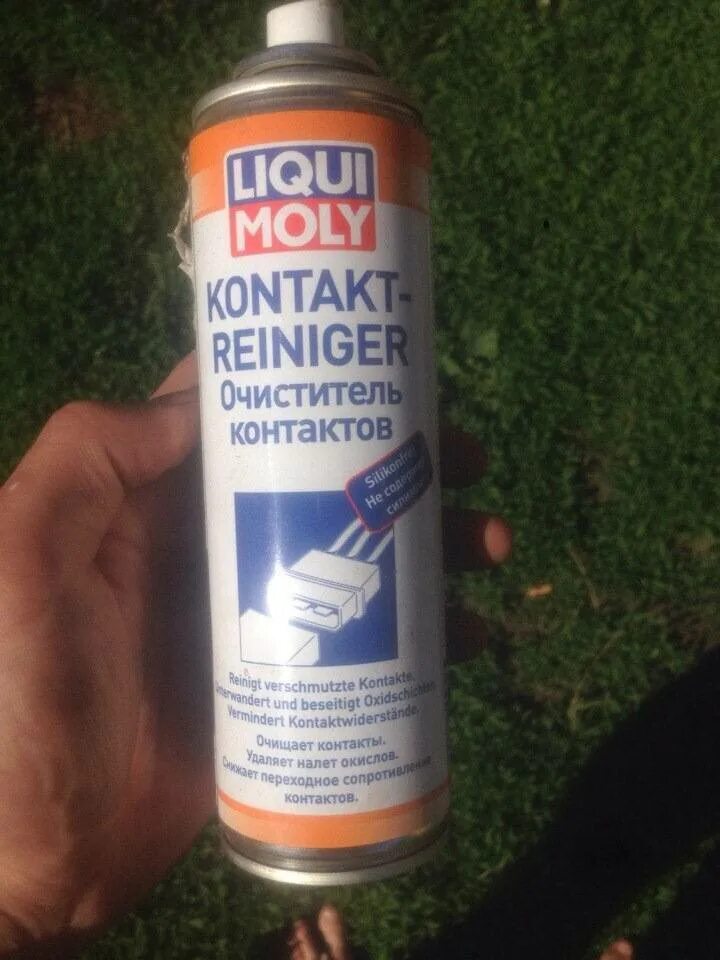 LIQUI
MOLY
KONTAKT-
REINIGER
Очиститель
контактов
Не
Reinigt verschmutzte Kontakte.
und beseitigt
Vermindert Kontaktwiderstände.
Очищает контакты.
Удаляет налет окислов.
Снижает переходное сопротивление
контактов.